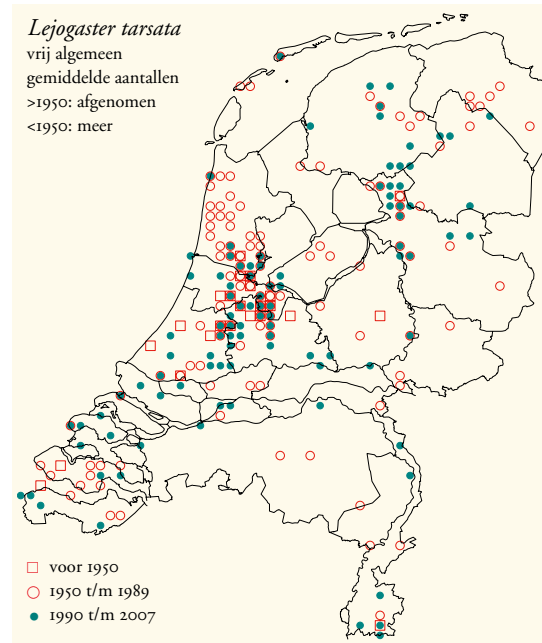 Lejogaster tarsata
vrij algemeen
gemiddelde aantallen
>1950: afgenomen
<1950: meer
voor 1950
1950 t/m 1989
1990 t/m 2007